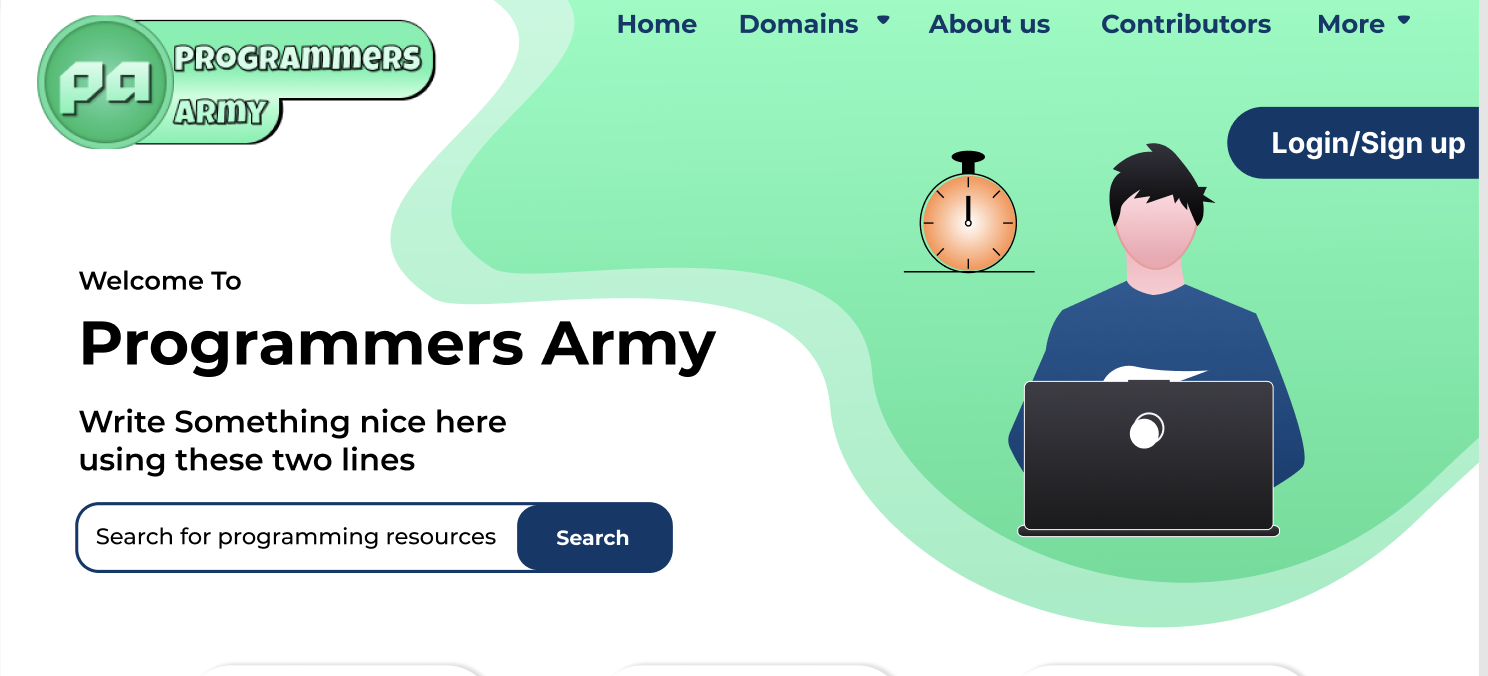 PROGRAMMERS
ARMY
pa
Home Domains About us Contributors More
Login/Sign up
Welcome To
Programmers Army
Write Something nice here
using these two lines
Search for programming resources Search